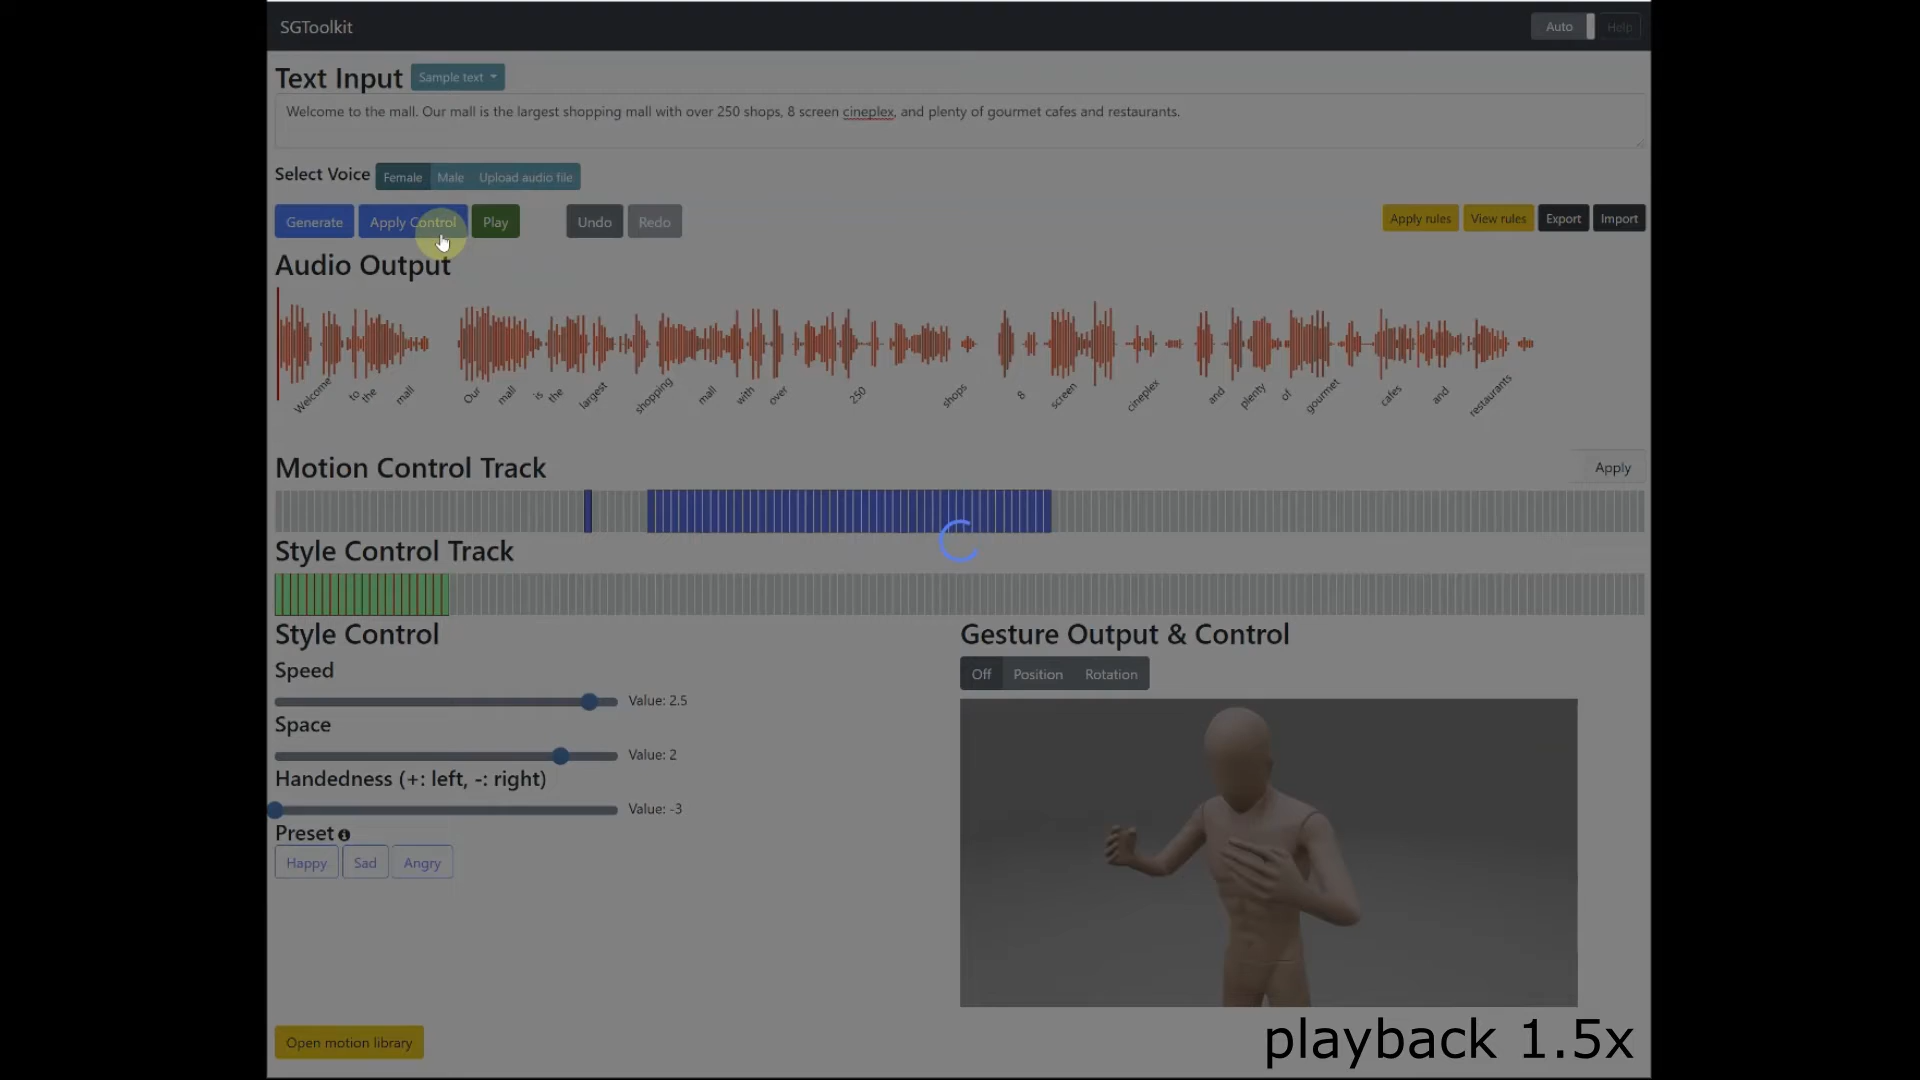 SGToolkit Auto Help
Text Input Sample text
Welcome to the mall. Our mall is the largest shopping mall with over 250 shops, 8 screen cineplex, and plenty of gourmet cafes and restaurants.
Select Voice Female Male Upload audio file
Generate Apply Control Play Undo Redo Apply rules View rules Export Import
Audio Output
Welcome to the mall Our mall is the largest shopping mall with over 250 shops 8 screen cineplex and plenty of gourmet cafes and restaurants
Motion Control Track Apply
Style Control Track
Style Control
Speed
Value: 2.5
Space
Value: 2
Handedness (+: left, -: right)
Value: -3
Preset
Happy Sad Angry
Open motion library
Gesture Output & Control
Off Position Rotation
playback 1.5x